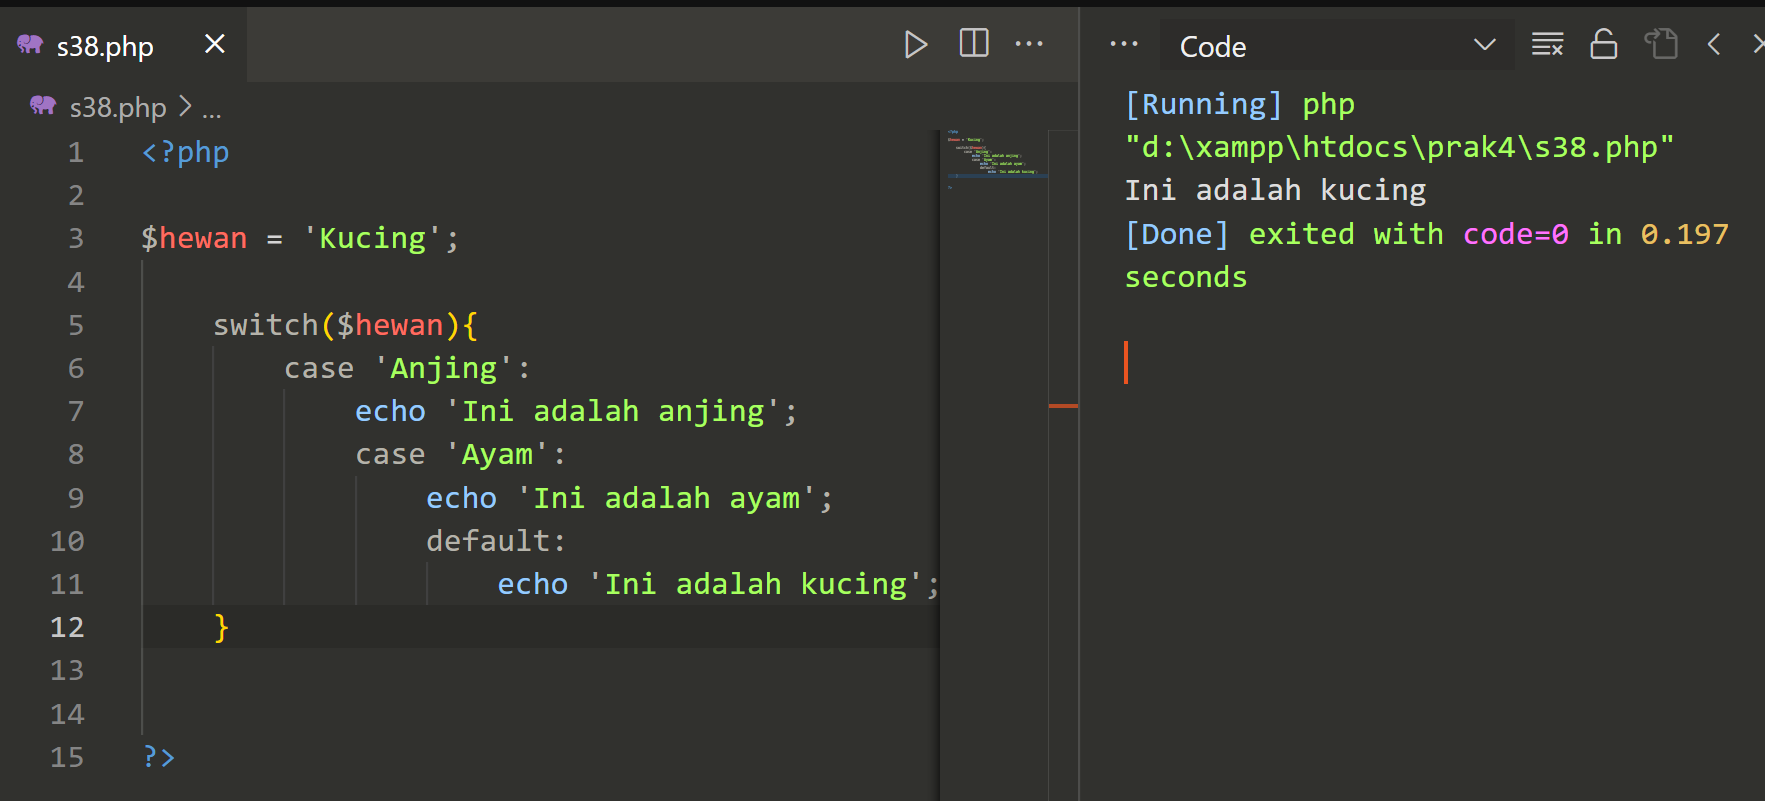 s38.php
s38.php > ...
1 <?php
2
3 $hewan = 'Kucing';
4
5     switch($hewan){
6         case 'Anjing':
7             echo 'Ini adalah anjing';
8             case 'Ayam':
9                 echo 'Ini adalah ayam';
10                 default:
11                     echo 'Ini adalah kucing';
12     }
13
14
15 ?>
Code
[Running] php
"d:\xampp\htdocs\prak4\s38.php"
Ini adalah kucing
[Done] exited with code=0 in 0.197
seconds